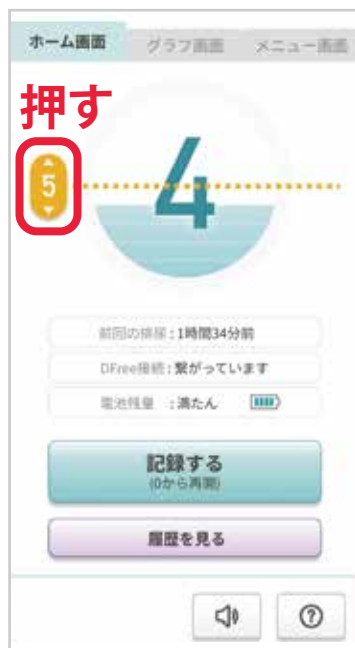 ホーム画面 グラフ画面 メニュー画面
押す
5
4
前回の排尿:1時間34分前
DFree接続:繋がっています
電池残量:満たん
記録する
(0から再開)
履歴を見る
?